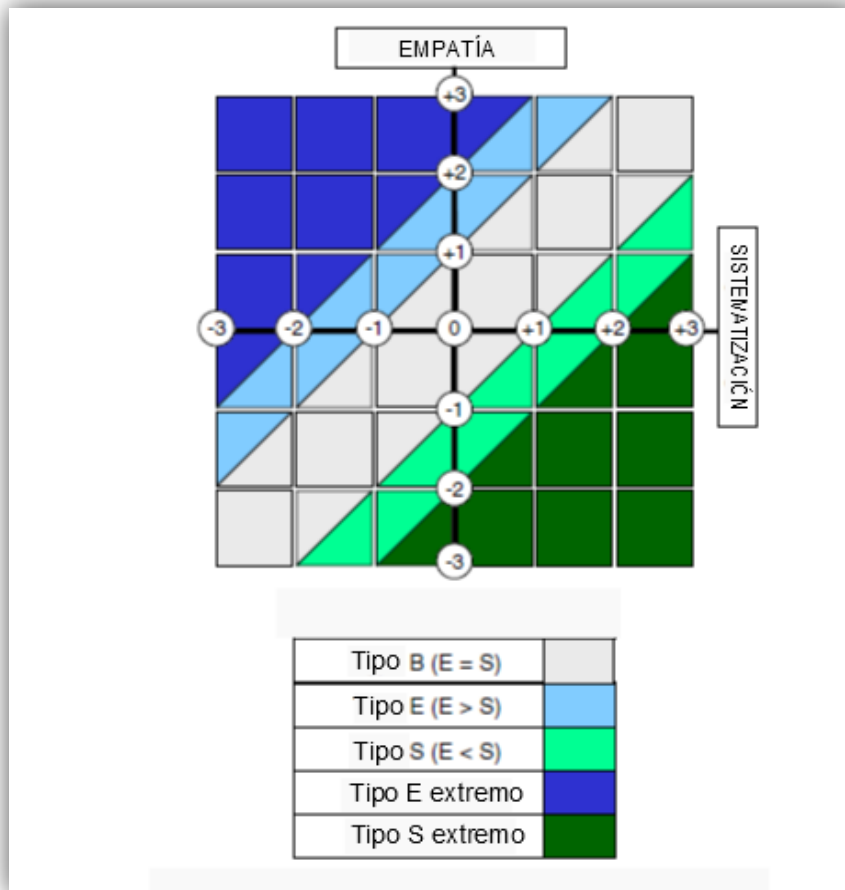 EMPATÍA
+3
+2
+1
-3 -2 -1 0 +1 +2 +3
SISTEMATIZACIÓN
-1
-2
-3
Tipo B (E = S)
Tipo E (E > S)
Tipo S (E < S)
Tipo E extremo
Tipo S extremo